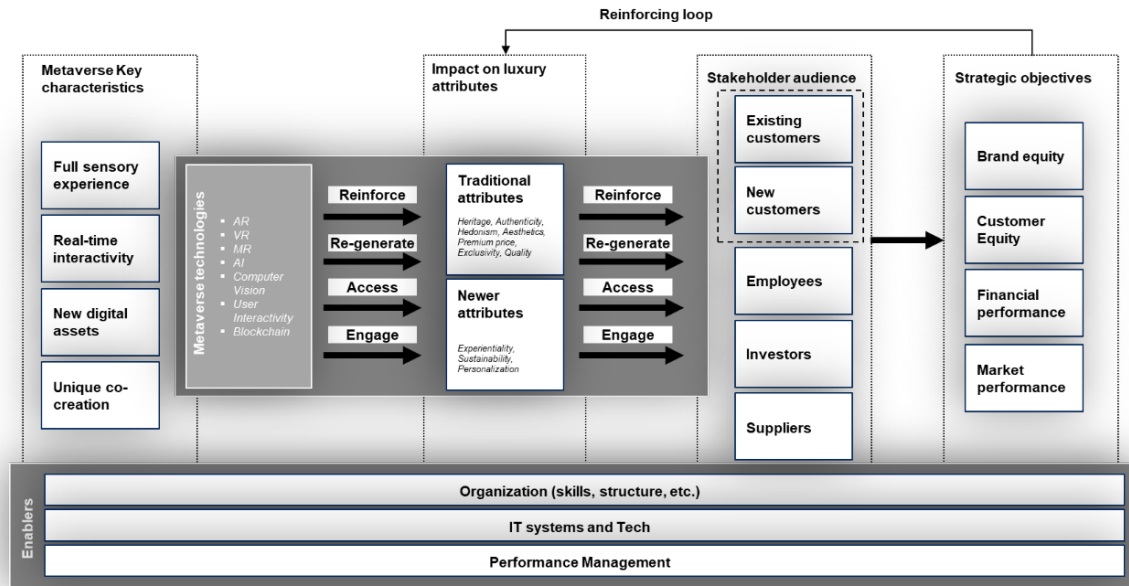 Reinforcing loop
Metaverse Key
characteristics
Full sensory
experience
Real-time
interactivity
New digital
assets
Unique co-
creation
Metaverse technologies
AR
VR
MR
AI
Computer
Vision
User
Interactivity
Blockchain
Reinforce
Re-generate
Access
Engage
Impact on luxury
attributes
Traditional
attributes
Heritage, Authenticity,
Hedonism, Aesthetics,
Premium price,
Exclusivity, Quality
Newer
attributes
Experientiality,
Sustainability,
Personalization
Reinforce
Re-generate
Access
Engage
Stakeholder audience
Existing
customers
New
customers
Employees
Investors
Suppliers
Strategic objectives
Brand equity
Customer
Equity
Financial
performance
Market
performance
Enablers
Organization (skills, structure, etc.)
IT systems and Tech
Performance Management